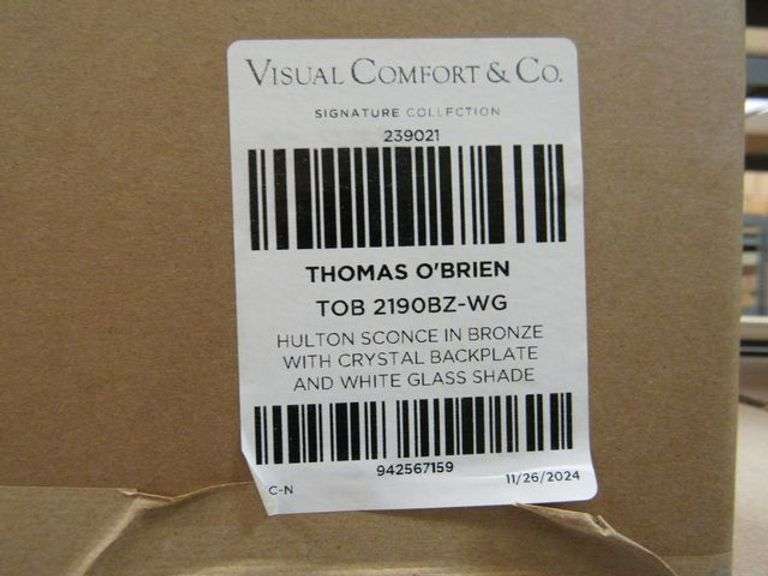 VISUAL COMFORT & CO.
SIGNATURE COLLECTION
239021
THOMAS O'BRIEN
TOB 2190BZ-WG
HULTON SCONCE IN BRONZE
WITH CRYSTAL BACKPLATE
AND WHITE GLASS SHADE
942567159
C-N 11/26/2024